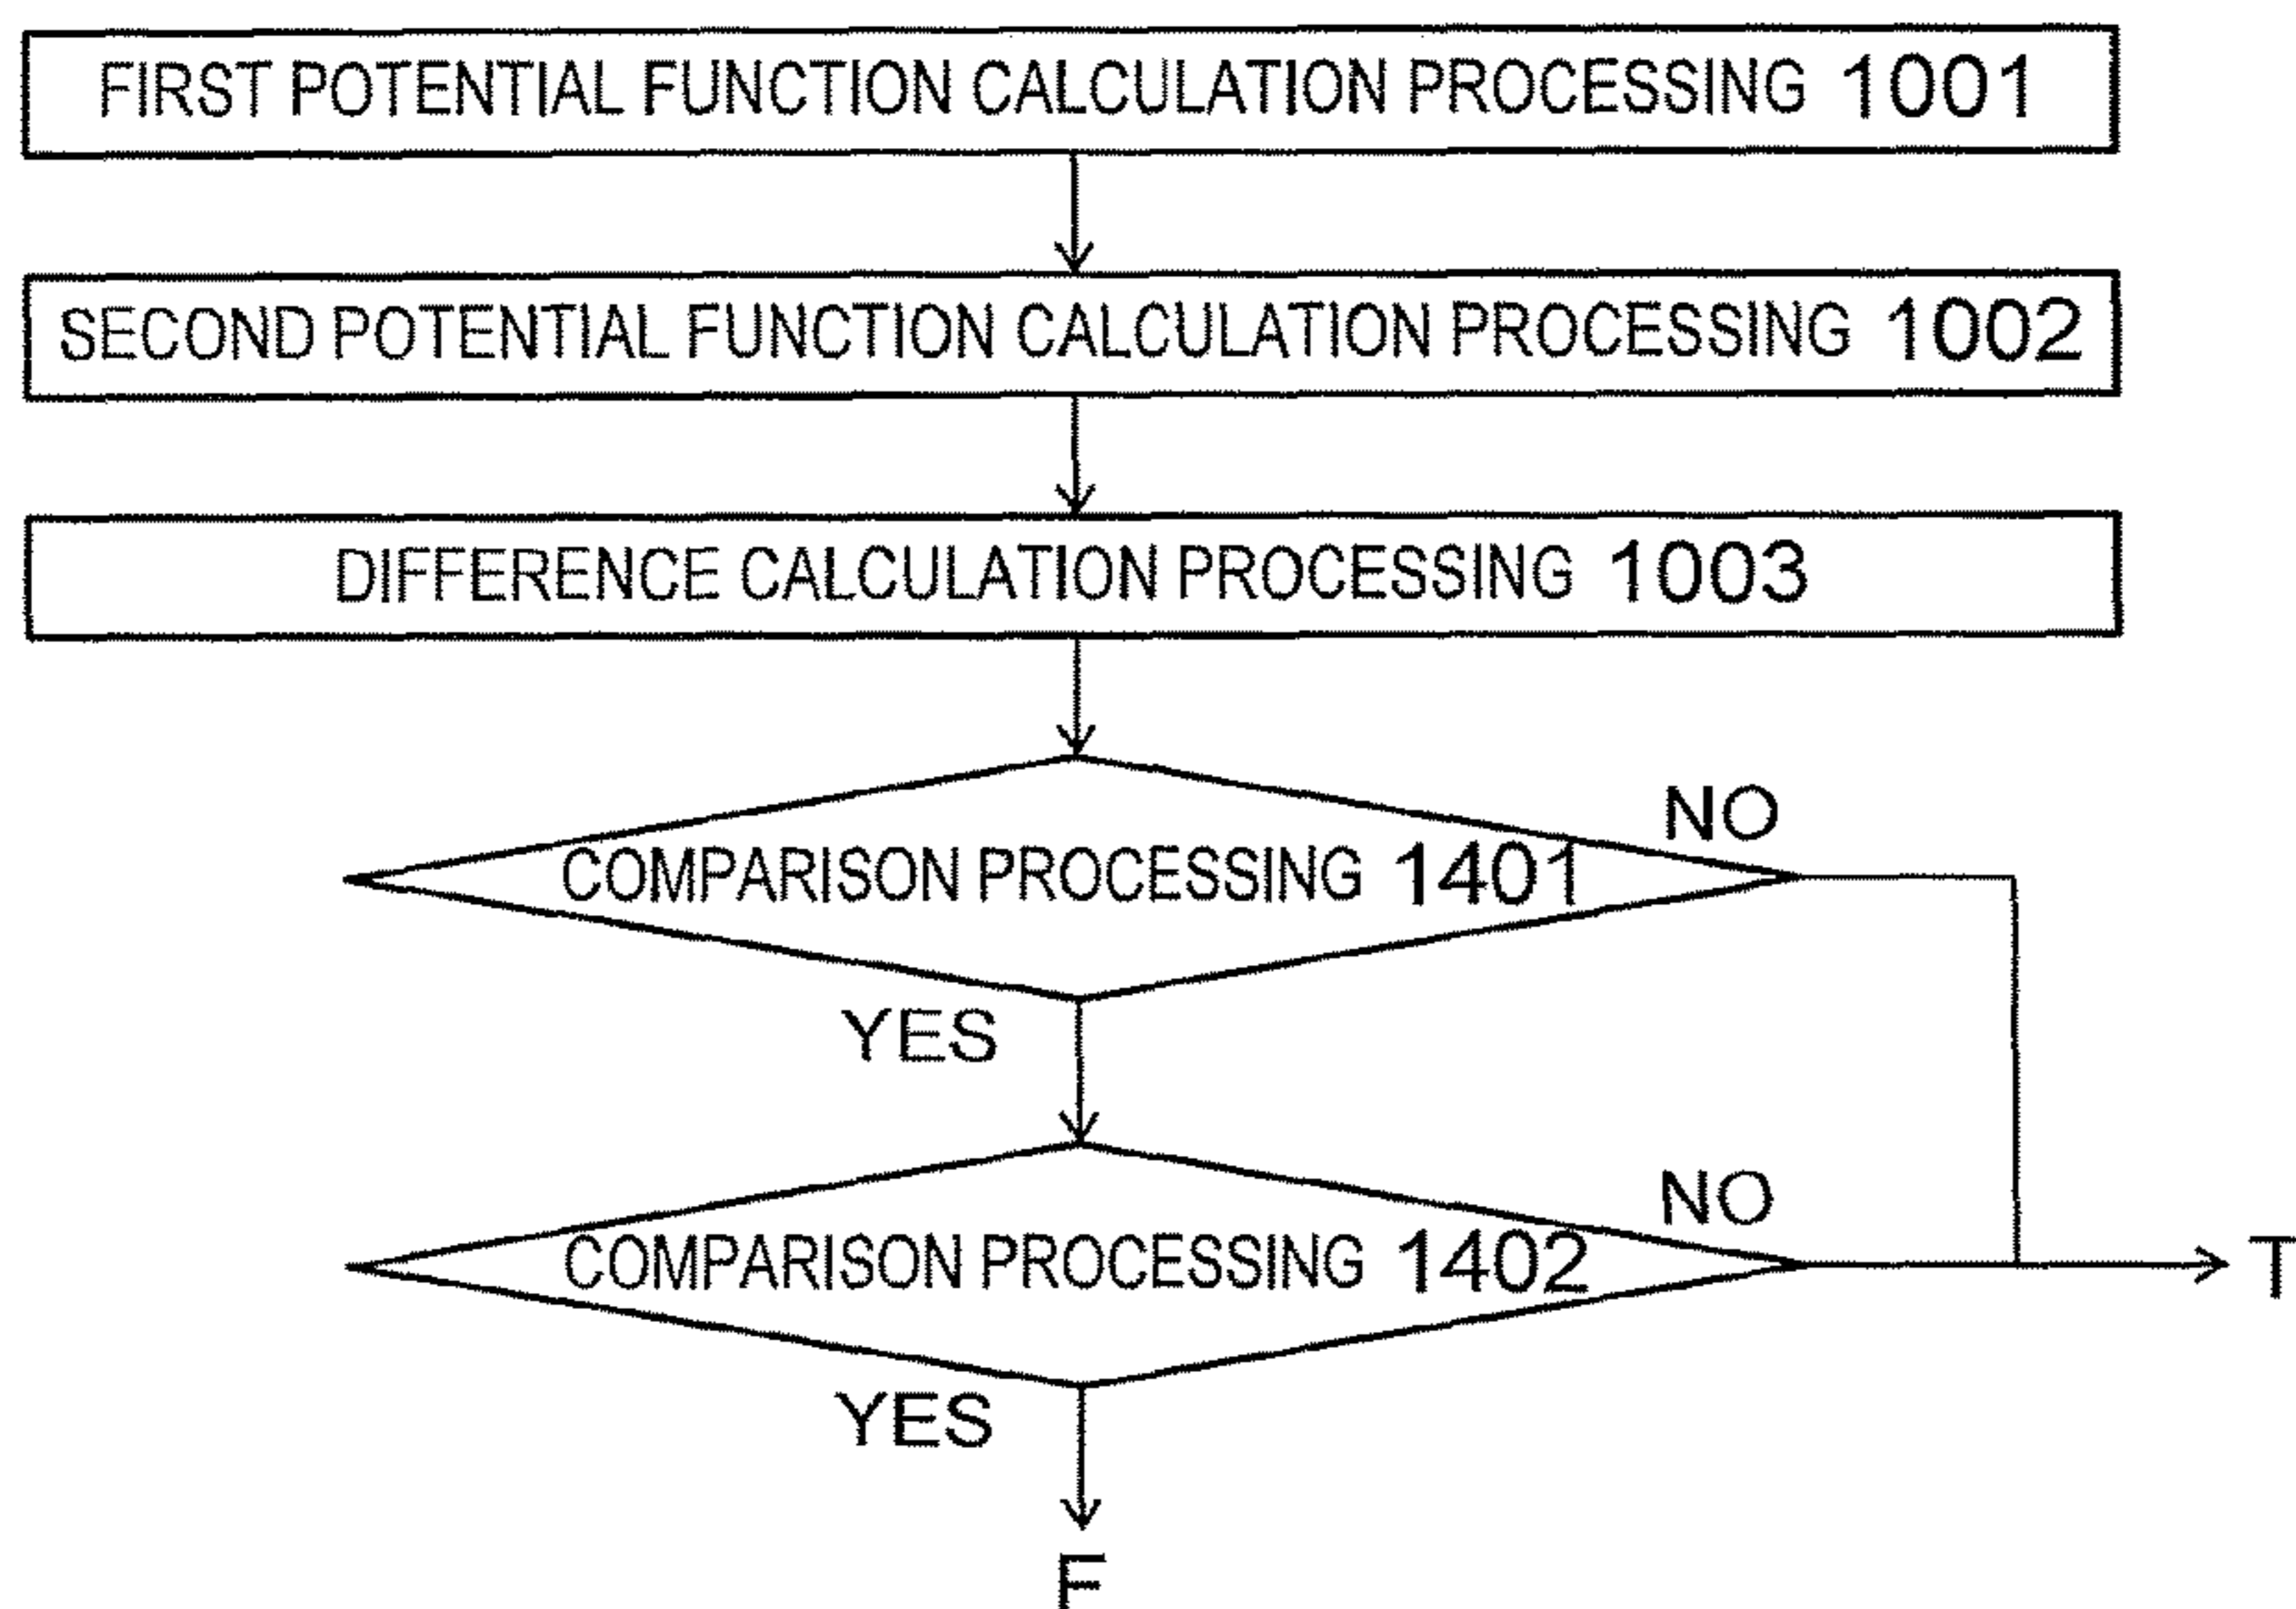 FIRST POTENTIAL FUNCTION CALCULATION PROCESSING 1001
SECOND POTENTIAL FUNCTION CALCULATION PROCESSING 1002
DIFFERENCE CALCULATION PROCESSING 1003
NO
COMPARISON PROCESSING 1401
YES
NO
COMPARISON PROCESSING 1402
T
YES
F